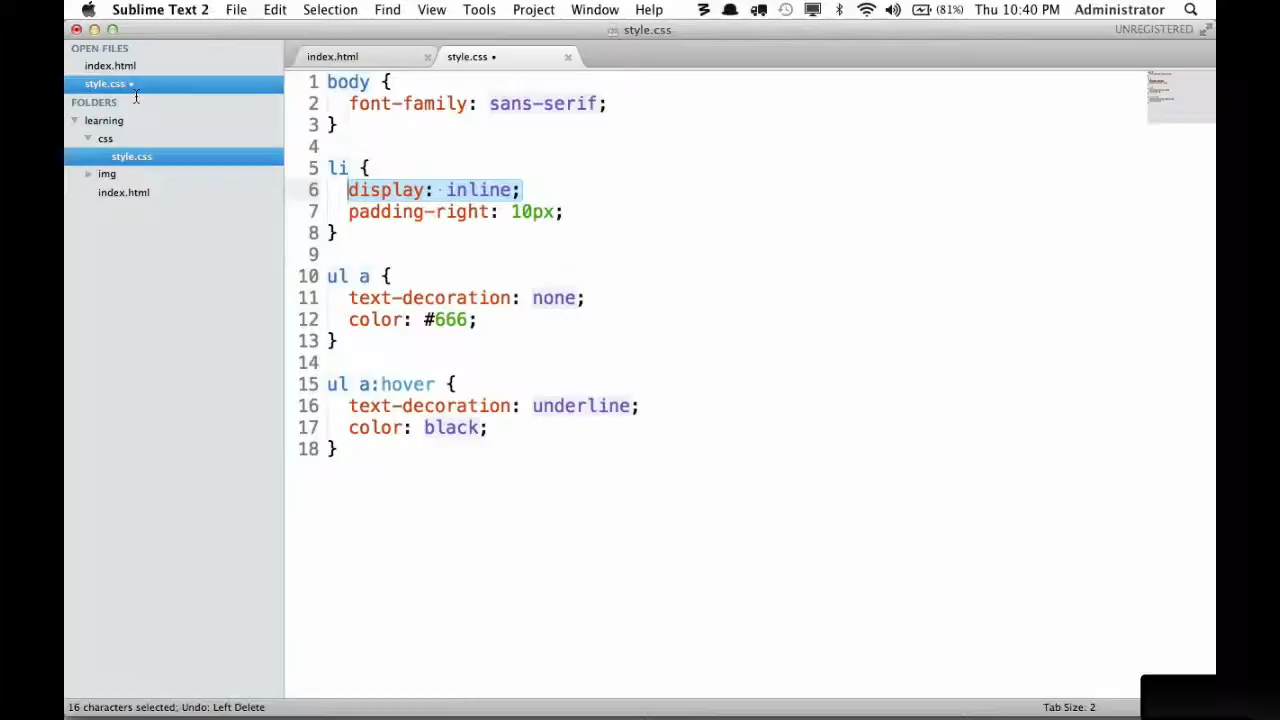 Sublime Text 2 File Edit Selection Find View Tools Project Window Help (81%) Thu 10:40 PM Administrator
style.css UNREGISTERED
OPEN FILES
index.html
style.css
FOLDERS
learning
css
style.css
img
index.html
index.html style.css
1 body {
2 font-family: sans-serif;
3 }
4
5 li {
6 display: inline;
7 padding-right: 10px;
8 }
9
10 ul a {
11 text-decoration: none;
12 color: #666;
13 }
14
15 ul a:hover {
16 text-decoration: underline;
17 color: black;
18 }
16 characters selected; Undo: Left Delete Tab Size: 2